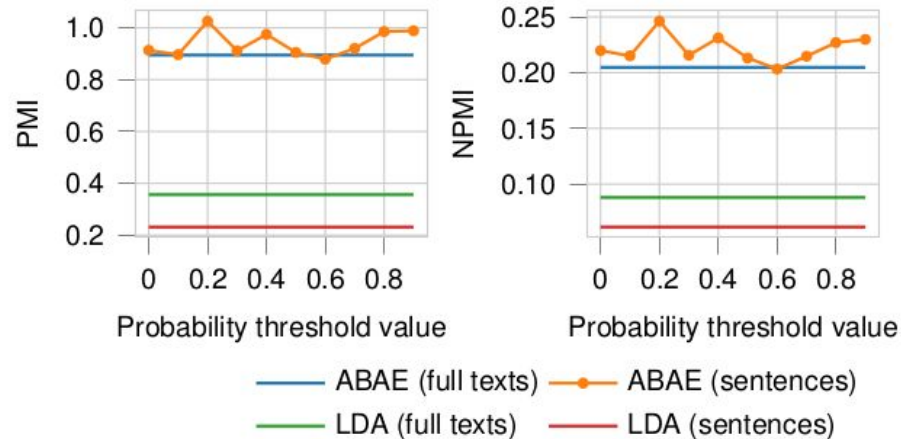 PMI
1.0
0.8
0.6
0.4
0.2
0 0.2 0.4 0.6 0.8
Probability threshold value
NPMI
0.25
0.20
0.15
0.10
0 0.2 0.4 0.6 0.8
Probability threshold value
ABAE (full texts) ABAE (sentences)
LDA (full texts) LDA (sentences)